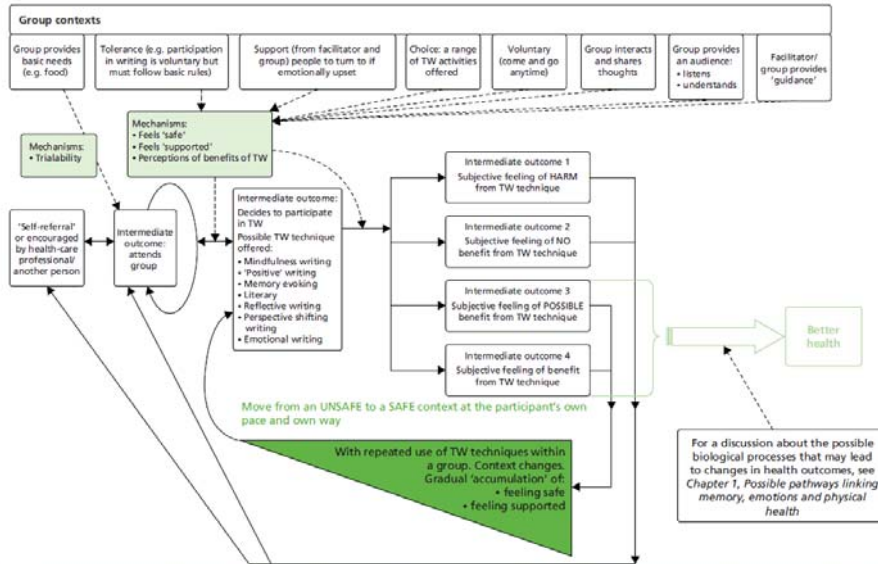 Group contexts
Group provides
basic needs
(e.g. food)
Tolerance (e.g. participation
in writing is voluntary but
must follow basic rules)
Support (from facilitator and
group) people to turn to if
emotionally upset
Choice: a range
of TW activities
offered
Voluntary
(come and go
anytime)
Group interacts
and shares
thoughts
Group provides
an audience:
• listens
• understands
Facilitator/
group provides
'guidance'
Mechanisms:
• Trialability
Mechanisms:
• Feels 'safe'
• Feels 'supported'
• Perceptions of benefits of TW
'Self-referral'
or encouraged
by health-care
professional/
another person
Intermediate
outcome:
attends
group
Intermediate outcome:
Decides to participate
in TW
Possible TW technique
offered:
• Mindfulness writing
• 'Positive' writing
• Memory evoking
• Literary
• Reflective writing
• Perspective shifting
writing
• Emotional writing
Intermediate outcome 1
Subjective feeling of HARM
from TW technique
Intermediate outcome 2
Subjective feeling of NO
benefit from TW technique
Intermediate outcome 3
Subjective feeling of POSSIBLE
benefit from TW technique
Intermediate outcome 4
Subjective feeling of benefit
from TW technique
Better
health
Move from an UNSAFE to a SAFE context at the participant's own
pace and own way
With repeated use of TW techniques within
a group. Context changes.
Gradual 'accumulation' of:
• feeling safe
• feeling supported
For a discussion about the possible
biological processes that may lead
to changes in health outcomes, see
Chapter 1, Possible pathways linking
memory, emotions and physical
health